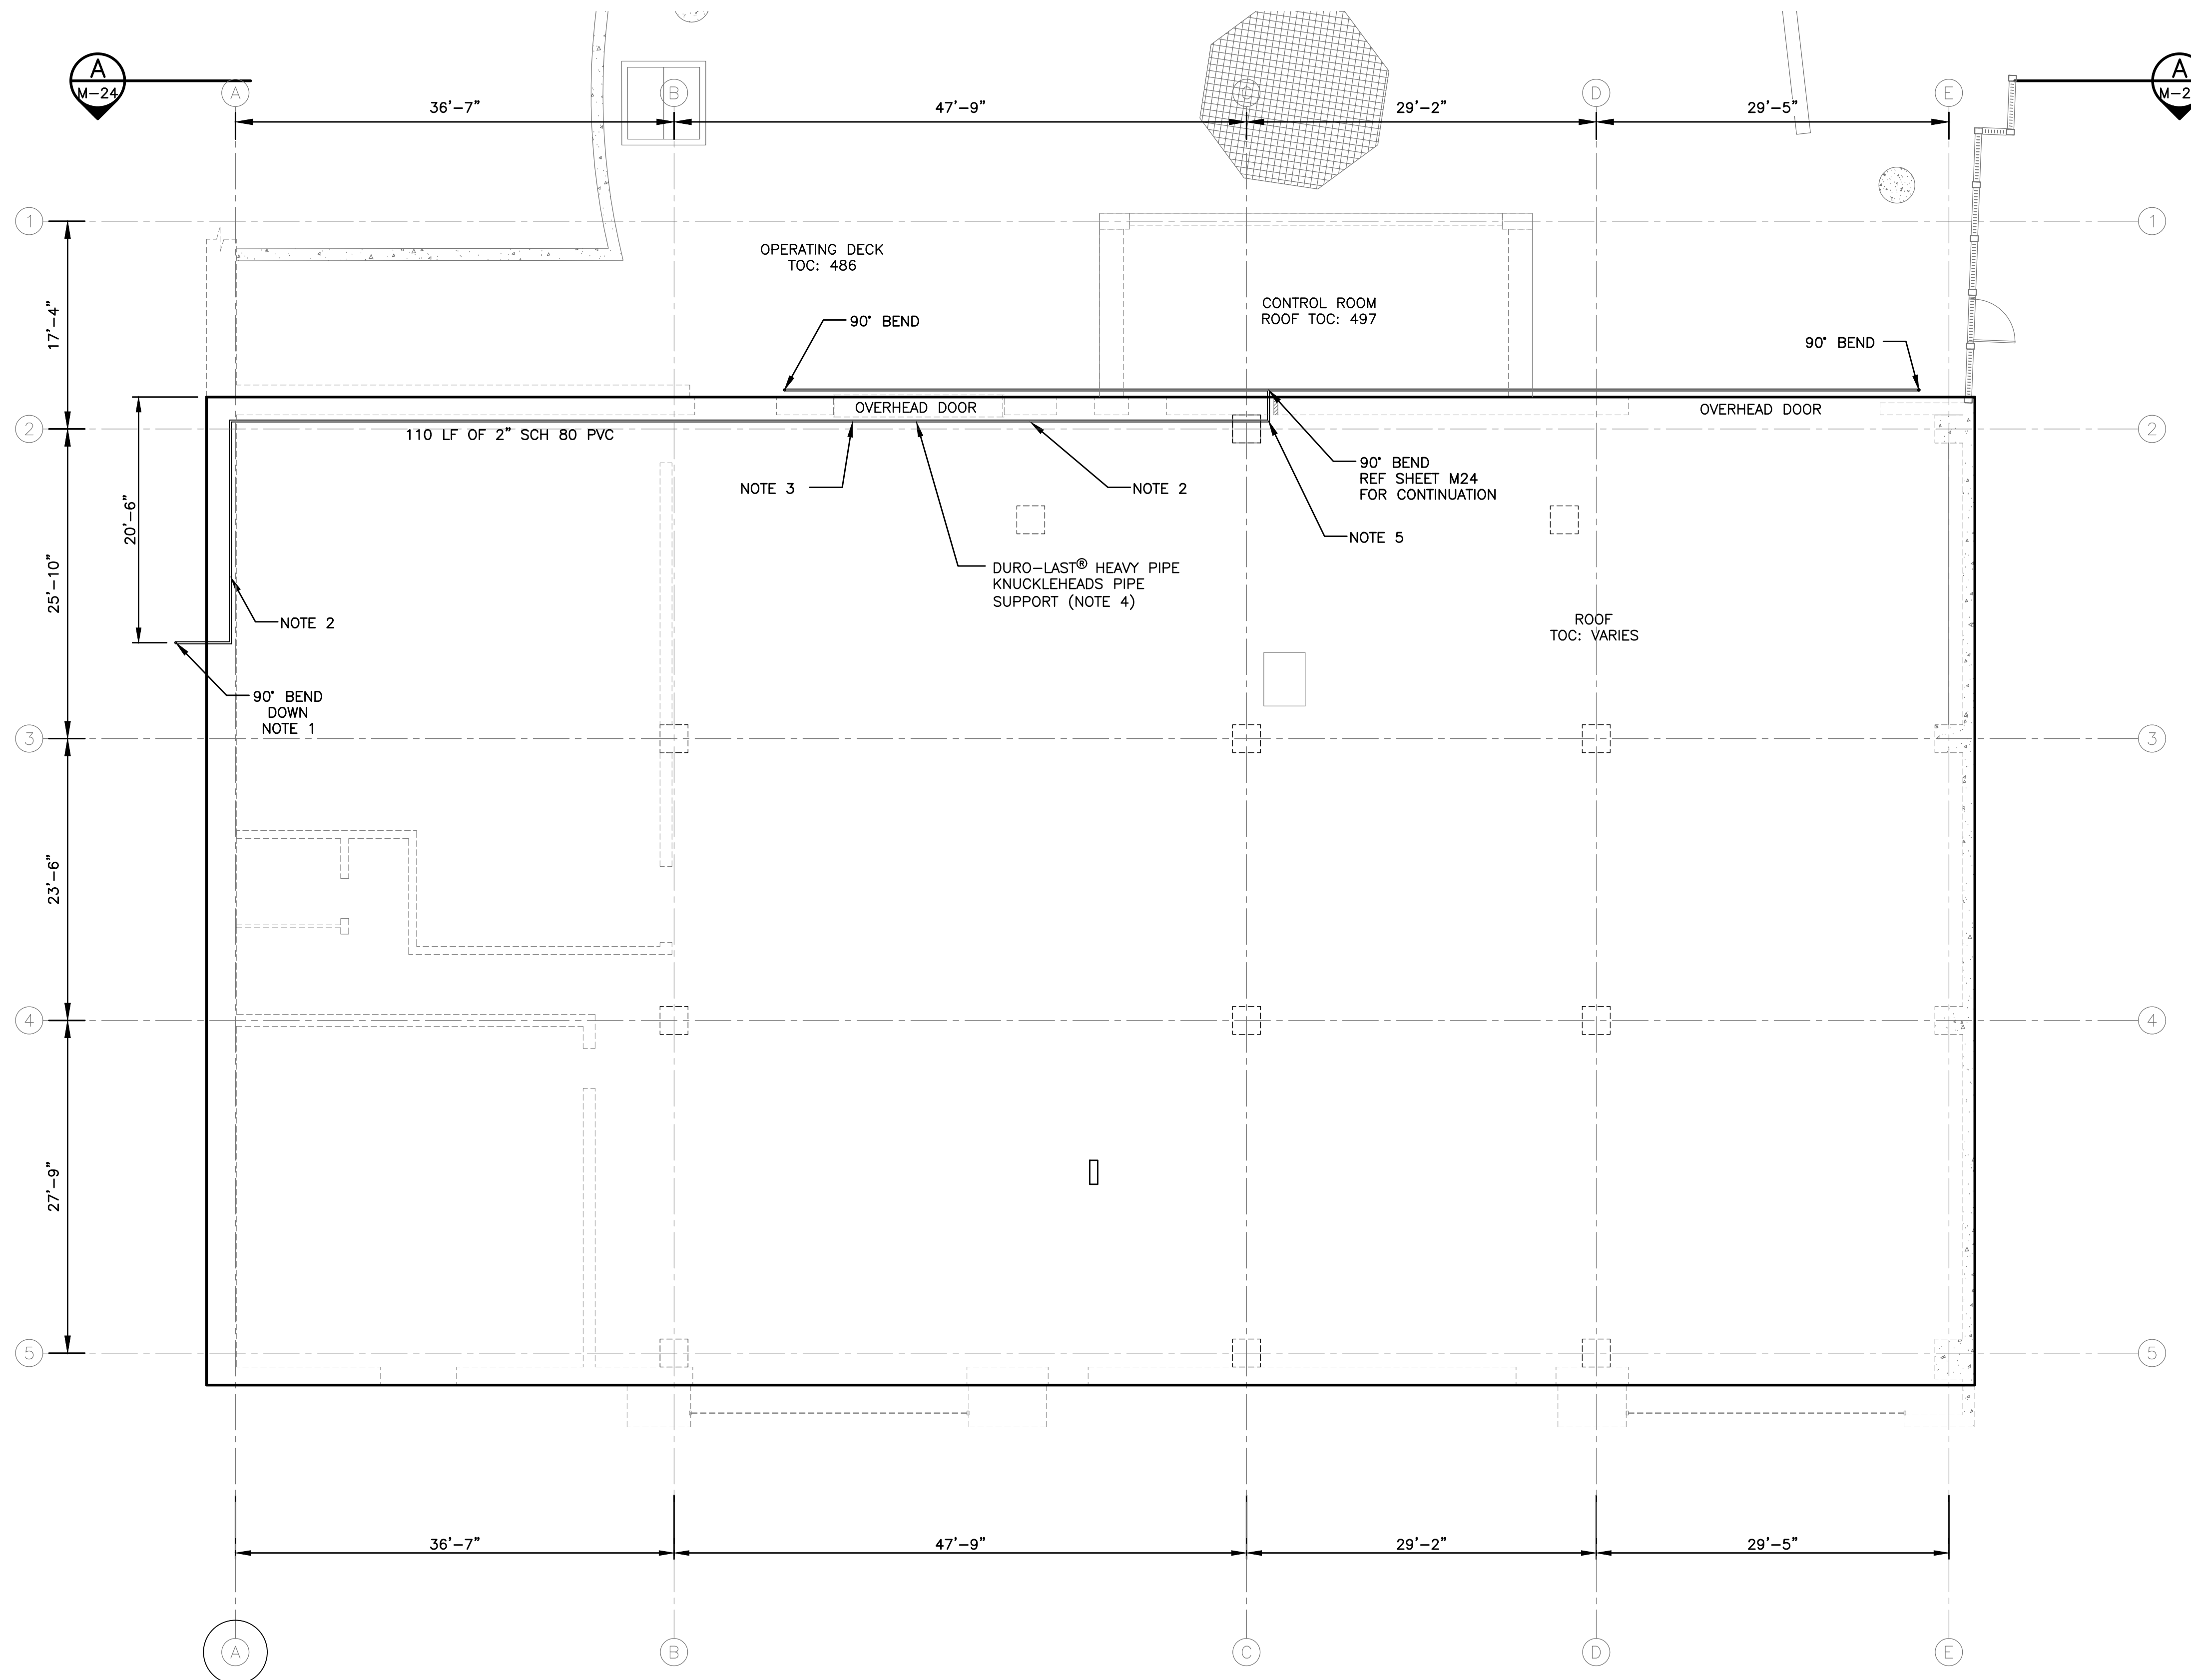 A
M-24
A
M-2
A
B
C
D
E
36'-7"
47'-9"
29'-2"
29'-5"
1
1
OPERATING DECK
TOC: 486
CONTROL ROOM
ROOF TOC: 497
17'-4"
90° BEND
90° BEND
OVERHEAD DOOR
OVERHEAD DOOR
2
2
110 LF OF 2" SCH 80 PVC
90° BEND
REF SHEET M24
FOR CONTINUATION
NOTE 3
NOTE 2
20'-6"
NOTE 5
25'-10"
DURO-LAST® HEAVY PIPE
KNUCKLEHEADS PIPE
SUPPORT (NOTE 4)
NOTE 2
ROOF
TOC: VARIES
90° BEND
DOWN
NOTE 1
3
3
23'-6"
4
4
27'-9"
5
5
36'-7"
47'-9"
29'-2"
29'-5"
A
B
C
D
E